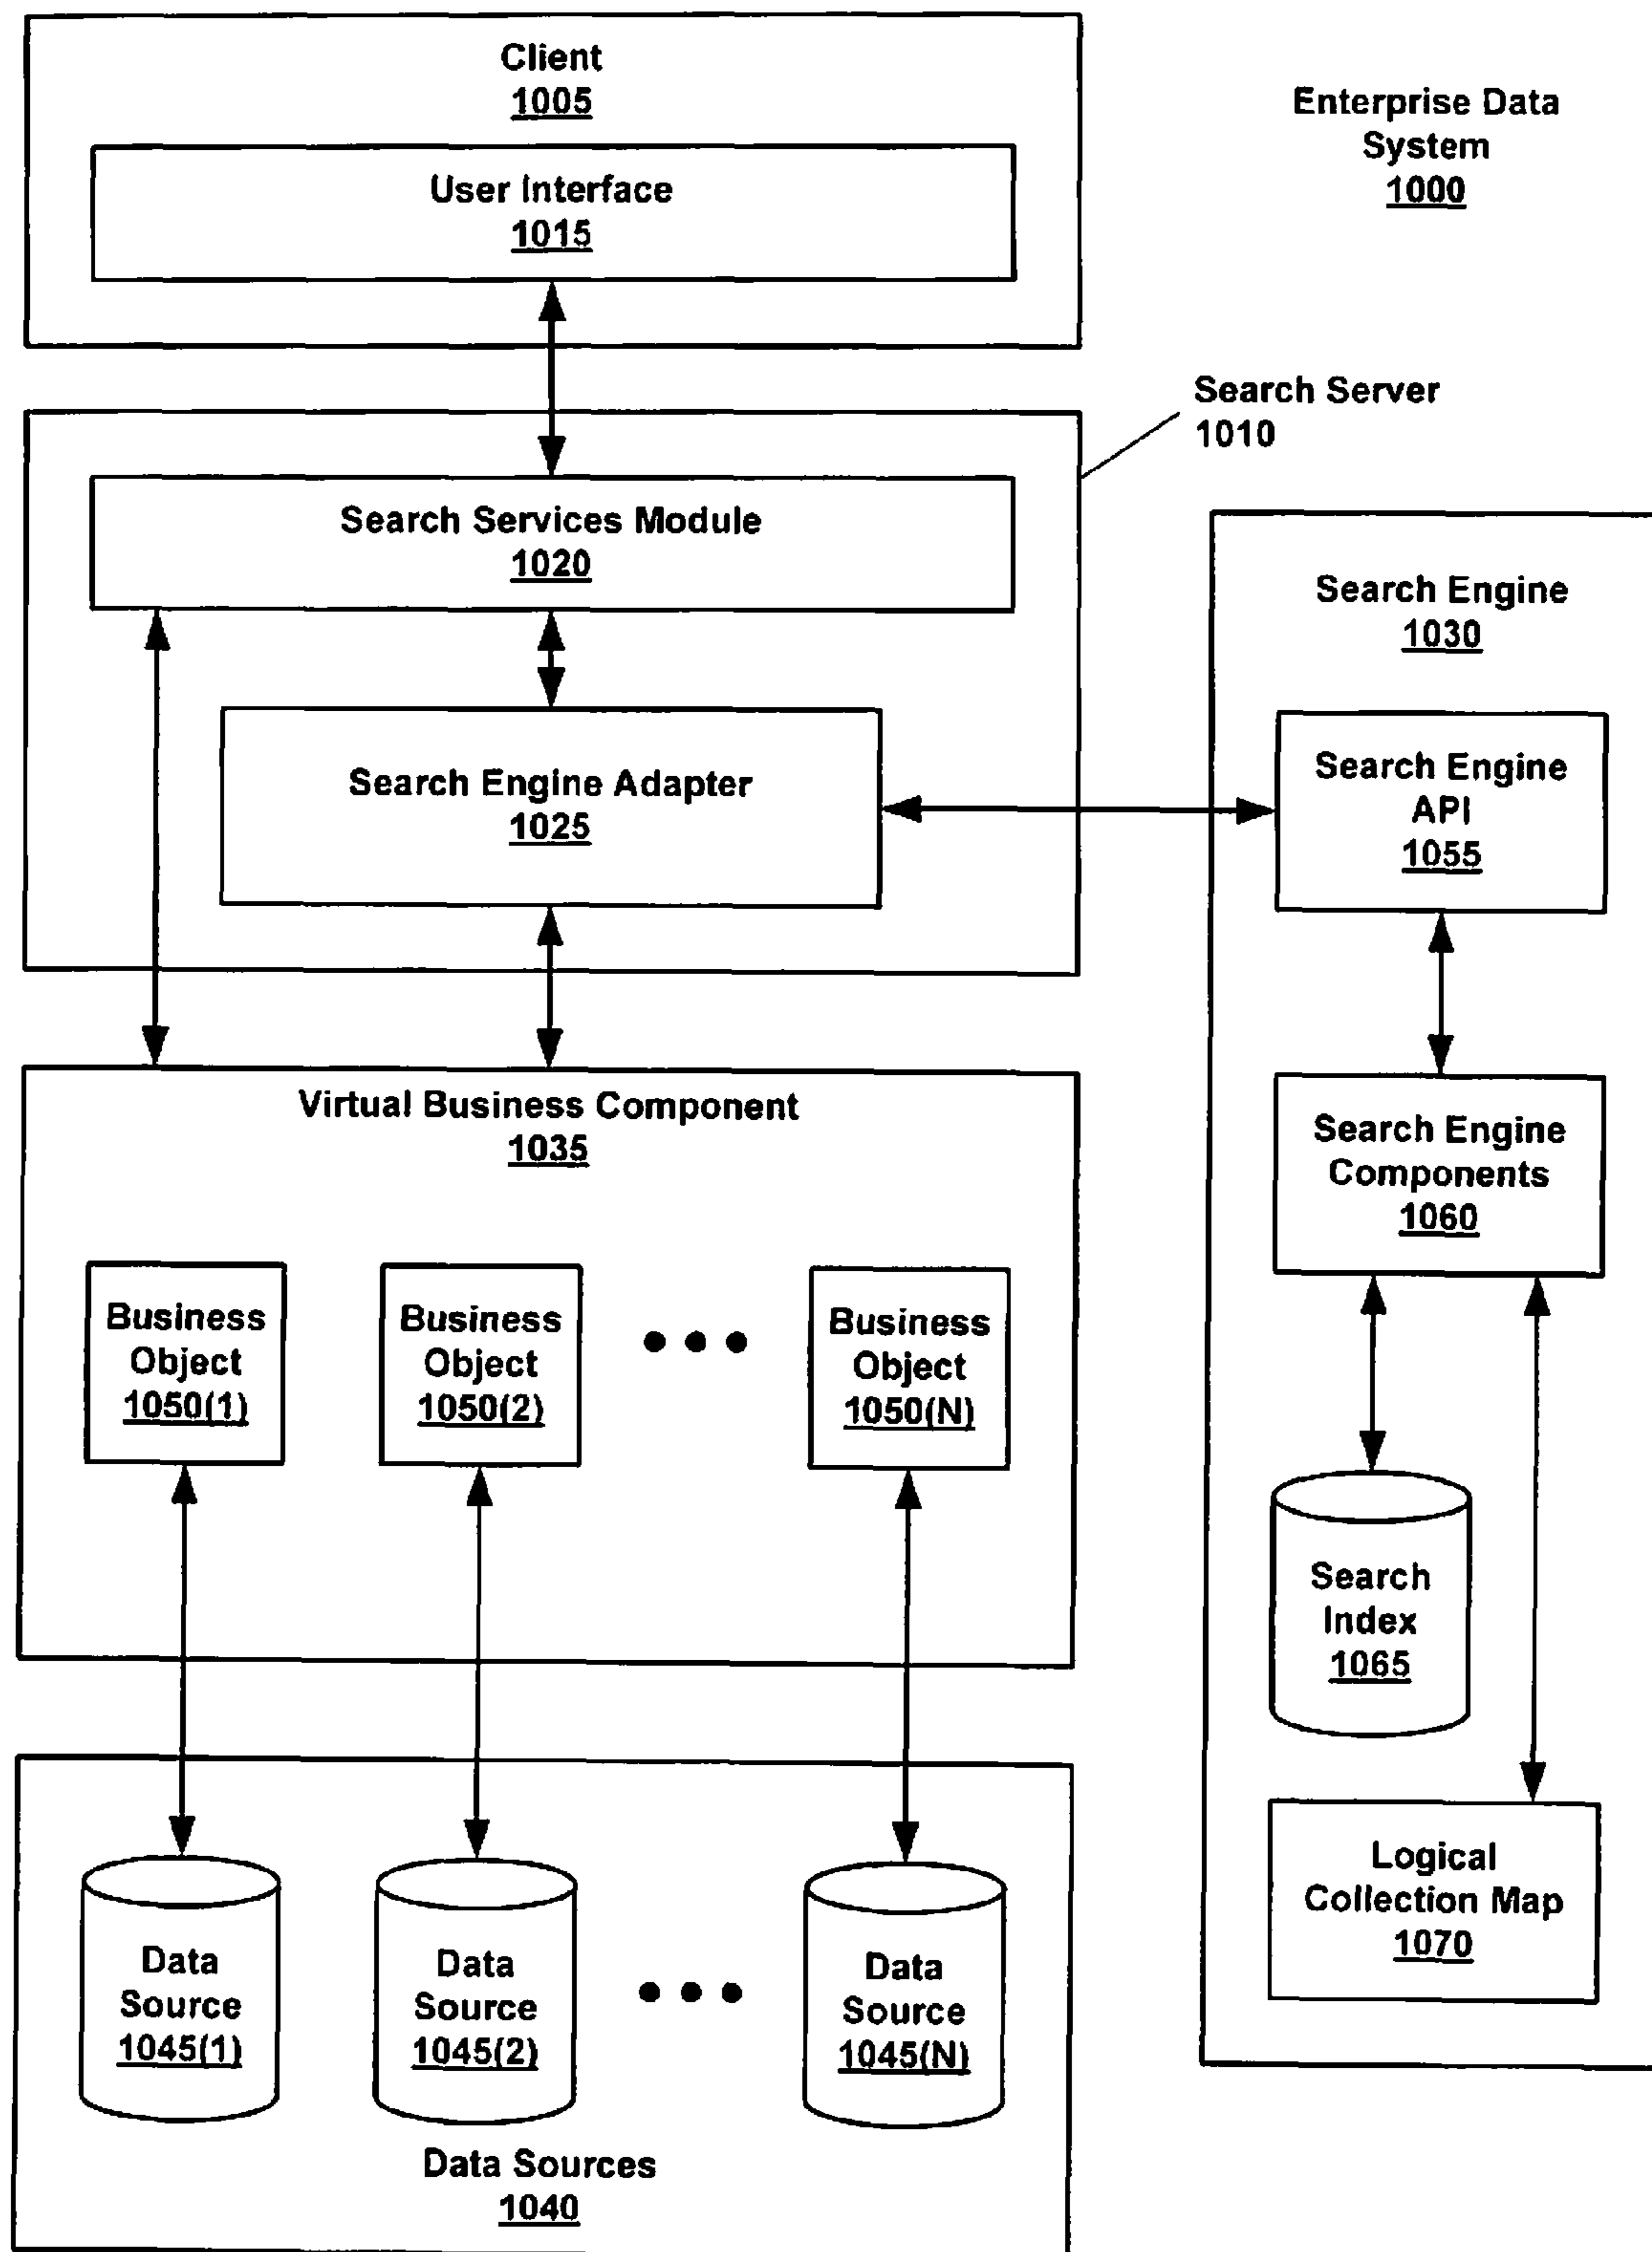 Client
1005
User Interface
1015
Enterprise Data
System
1000
Search Server
1010
Search Services Module
1020
Search Engine Adapter
1025
Search Engine
1030
Search Engine
API
1055
Search Engine
Components
1060
Search
Index
1065
Logical
Collection Map
1070
Virtual Business Component
1035
Business
Object
1050(1)
Business
Object
1050(2)
Business
Object
1050(N)
Data
Source
1045(1)
Data
Source
1045(2)
Data
Source
1045(N)
Data Sources
1040